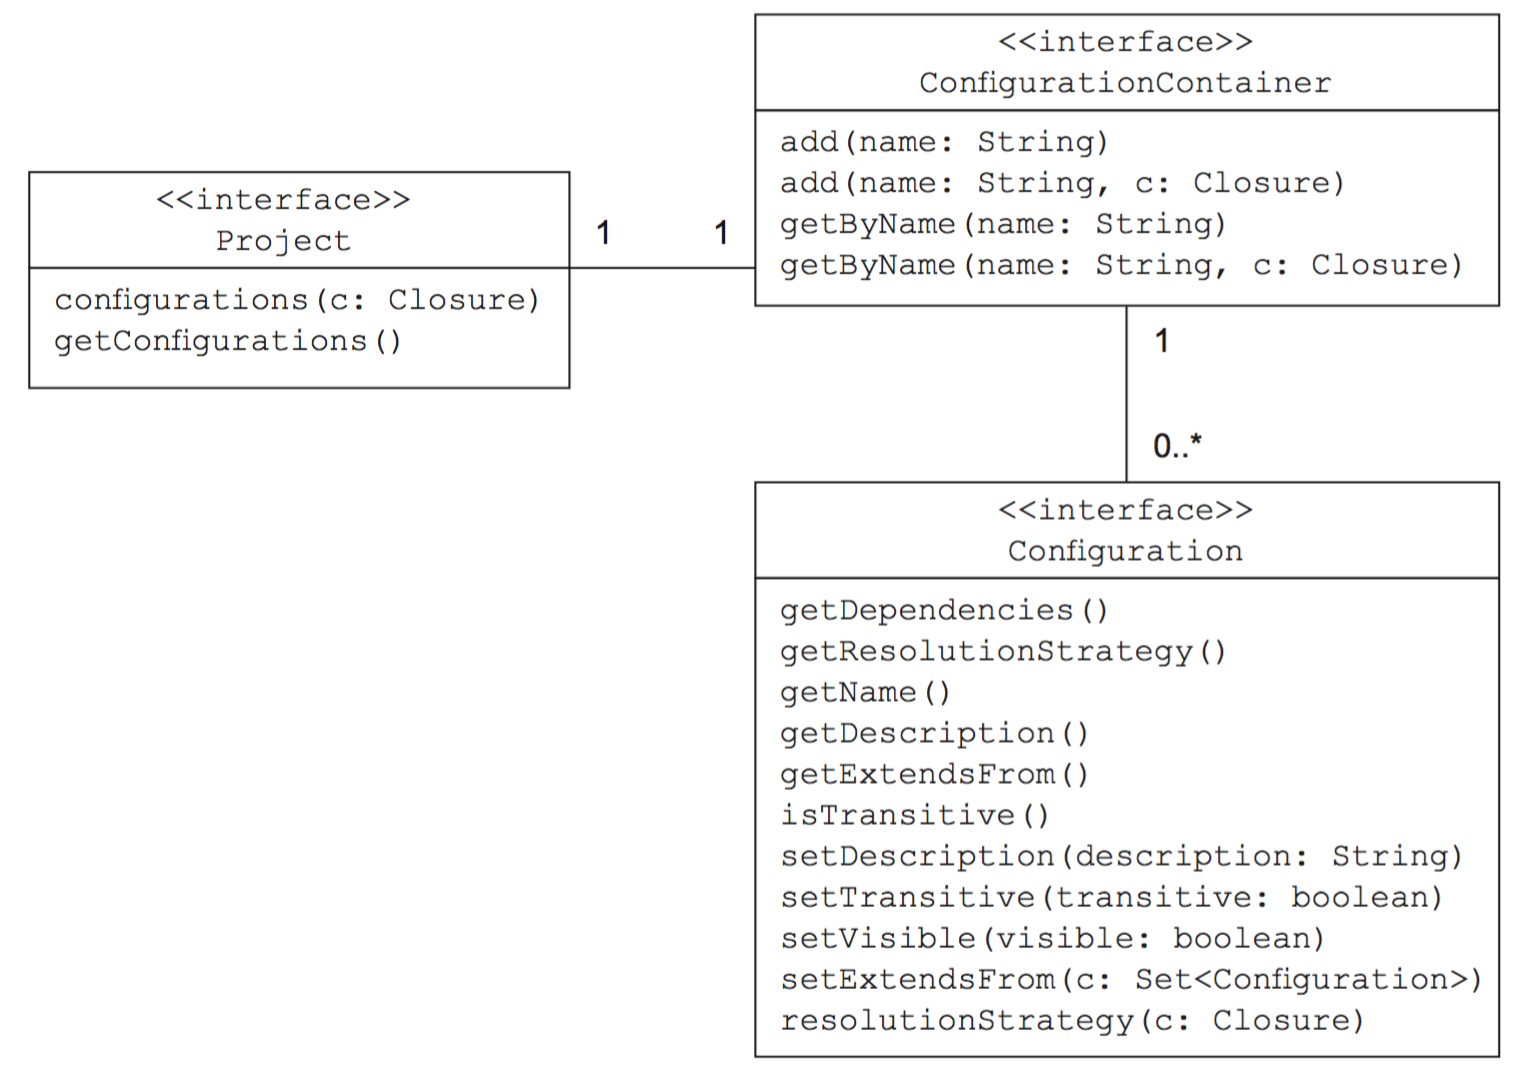 <<interface>>
Project
configurations(c: Closure)
getConfigurations()
1
1
<<interface>>
ConfigurationContainer
add(name: String)
add(name: String, c: Closure)
getByName(name: String)
getByName(name: String, c: Closure)
1
0..*
<<interface>>
Configuration
getDependencies()
getResolutionStrategy()
getName()
getDescription()
getExtendsFrom()
isTransitive()
setDescription(description: String)
setTransitive(transitive: boolean)
setVisible(visible: boolean)
setExtendsFrom(c: Set<Configuration>)
resolutionStrategy(c: Closure)